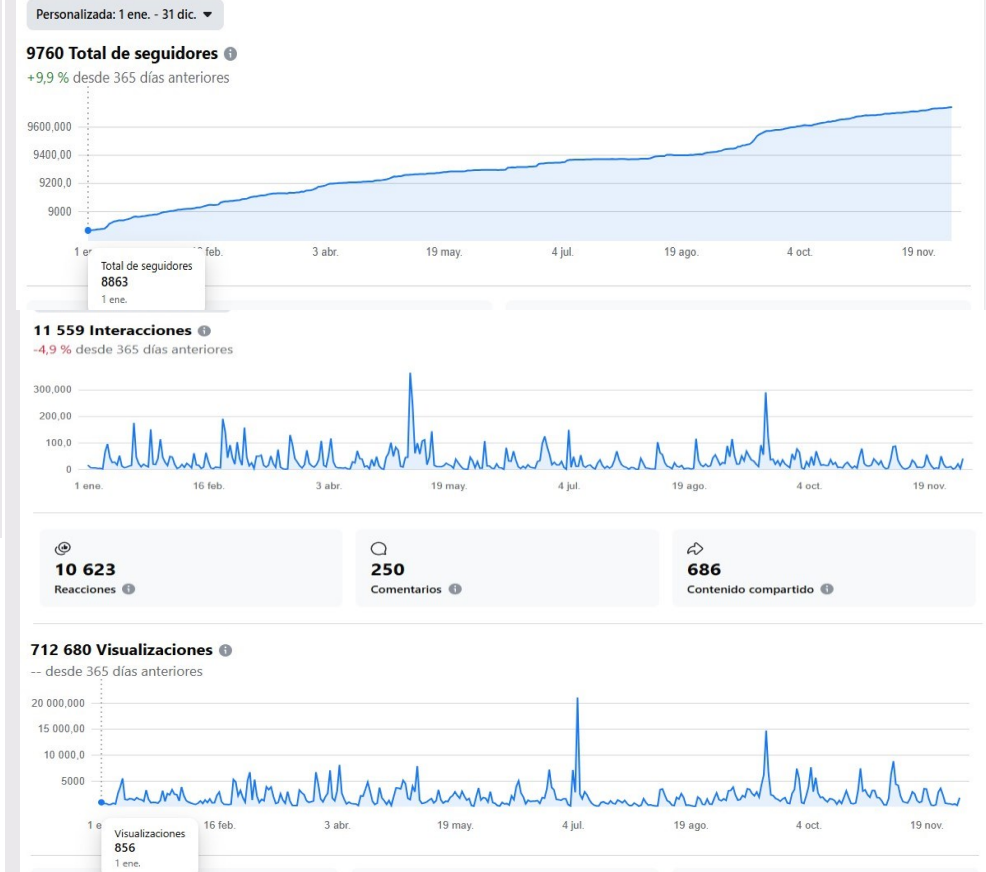 Personalizada: 1 ene. - 31 dic.
9760 Total de seguidores
+9,9 % desde 365 días anteriores
9600,000
9400,00
9200,0
9000
1 ene. feb. 3 abr. 19 may. 4 jul. 19 ago. 4 oct. 19 nov.
Total de seguidores
8863
1 ene.
11 559 Interacciones
-4,9 % desde 365 días anteriores
300,000
200,00
100,0
0
1 ene. 16 feb. 3 abr. 19 may. 4 jul. 19 ago. 4 oct. 19 nov.
10 623
Reacciones
250
Comentarios
686
Contenido compartido
712 680 Visualizaciones
-- desde 365 días anteriores
20 000,000
15 000,00
10 000,0
5000
1 e 16 feb. 3 abr. 19 may. 4 jul. 19 ago. 4 oct. 19 nov.
Visualizaciones
856
1 ene.